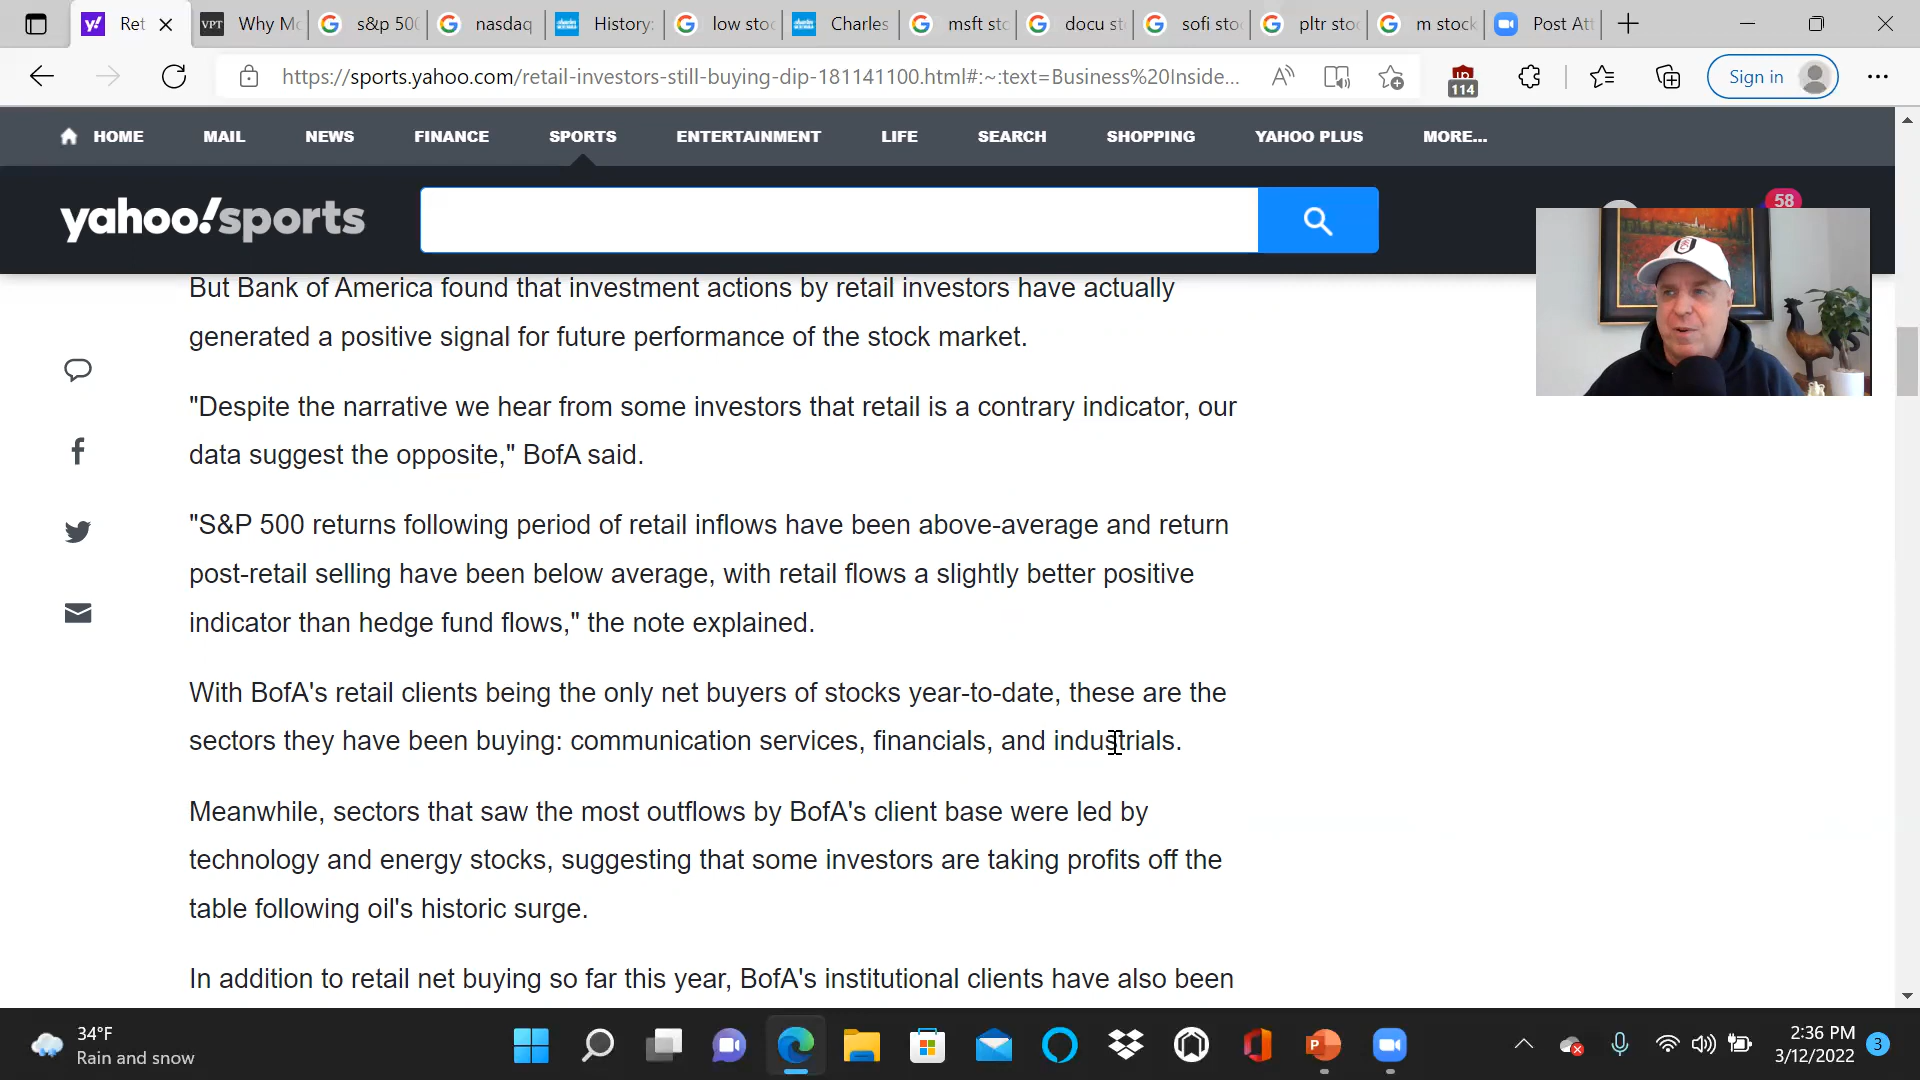 Ret
Why Mo
s&p 500
nasdaq
History:
low stoc
Charles
msft sto
docu st
sofi stoc
pltr stoc
m stock
Post Att
https://sports.yahoo.com/retail-investors-still-buying-dip-181141100.html#:~:text=Business%20Inside...
114
Sign in
HOME MAIL NEWS FINANCE SPORTS ENTERTAINMENT LIFE SEARCH SHOPPING YAHOO PLUS MORE...
yahoo!sports
58
But Bank of America found that investment actions by retail investors have actually
generated a positive signal for future performance of the stock market.
"Despite the narrative we hear from some investors that retail is a contrary indicator, our
data suggest the opposite," BofA said.
"S&P 500 returns following period of retail inflows have been above-average and return
post-retail selling have been below average, with retail flows a slightly better positive
indicator than hedge fund flows," the note explained.
With BofA's retail clients being the only net buyers of stocks year-to-date, these are the
sectors they have been buying: communication services, financials, and industrials.
Meanwhile, sectors that saw the most outflows by BofA's client base were led by
technology and energy stocks, suggesting that some investors are taking profits off the
table following oil's historic surge.
In addition to retail net buying so far this year, BofA's institutional clients have also been
34°F
Rain and snow
2:36 PM
3/12/2022
3